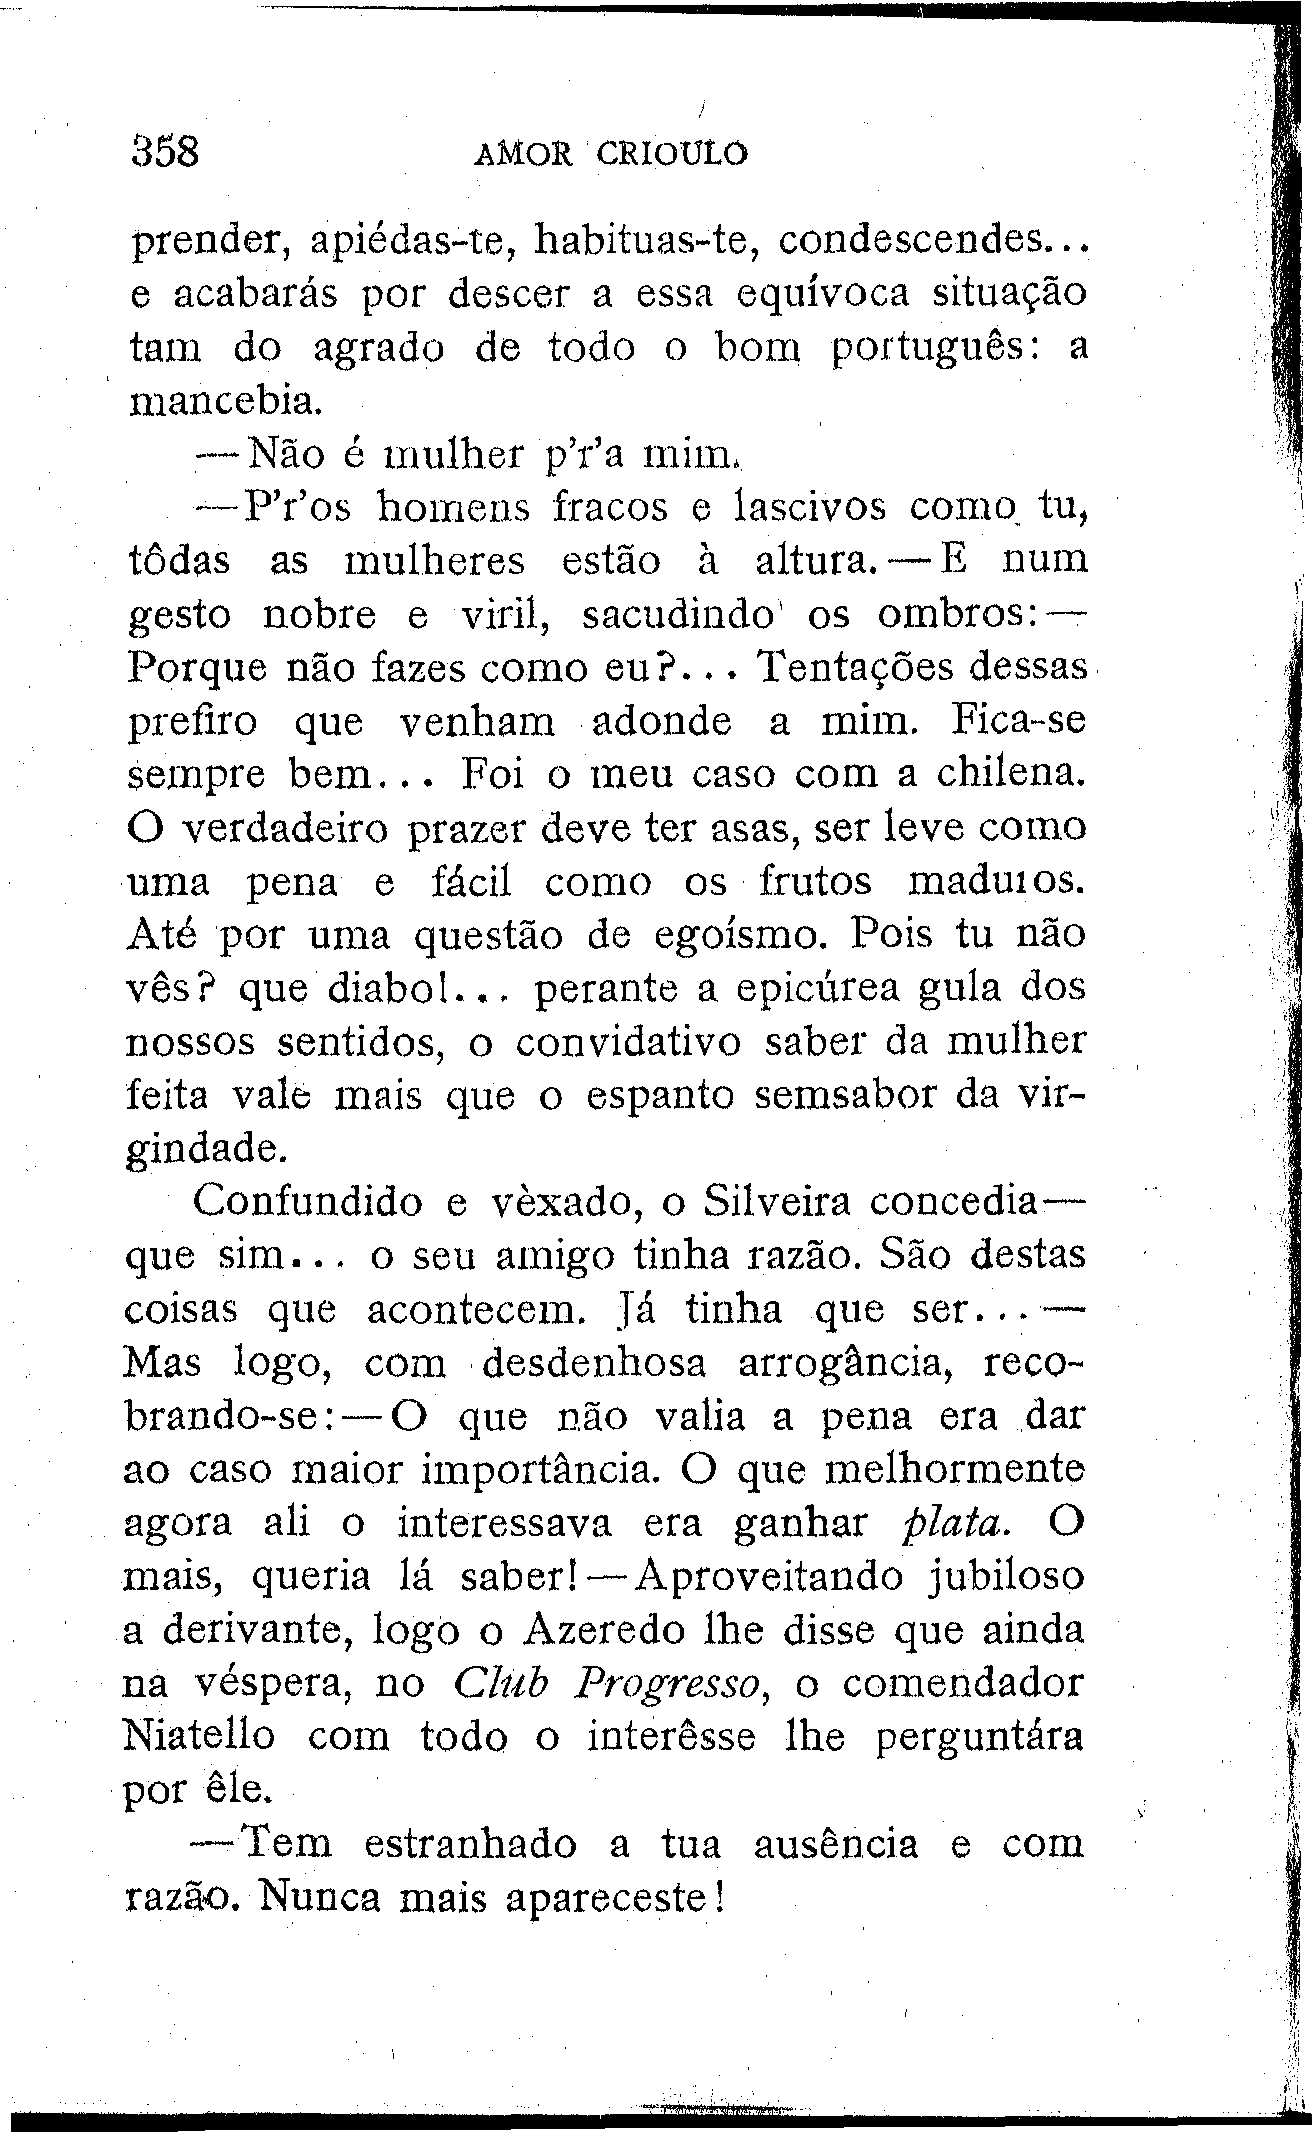 358 AMOR CRIOULO
prender, apiédas-te, habituas-te, condescendes...
e acabarás por descer a essa equívoca situação
tam do agrado de todo o bom português: a
mancebia.
—Não é mulher p'r'a mim.
—P'r'os homens fracos e lascivos como tu,
tôdas as mulheres estão à altura.—E num
gesto nobre e viril, sacudindo os ombros:—
Porque não fazes como eu?... Tentações dessas
prefiro que venham adonde a mim. Fica-se
sempre bem... Foi o meu caso com a chilena.
O verdadeiro prazer deve ter asas, ser leve como
uma pena e fácil como os frutos maduros.
Até por uma questão de egoísmo. Pois tu não
vês? que diabo!... perante a epicúrea gula dos
nossos sentidos, o convidativo saber da mulher
feita vale mais que o espanto semsabor da vir-
gindade.
Confundido e vèxado, o Silveira concedia—
que sim... o seu amigo tinha razão. São destas
coisas que acontecem. Já tinha que ser...—
Mas logo, com desdenhosa arrogância, reco-
brando-se:—O que não valia a pena era dar
ao caso maior importância. O que melhormente
agora ali o interessava era ganhar plata. O
mais, queria lá saber!—Aproveitando jubiloso
a derivante, logo o Azeredo lhe disse que ainda
na véspera, no Club Progresso, o comendador
Niatello com todo o interêsse lhe perguntára
por êle.
—Tem estranhado a tua ausência e com
razão. Nunca mais apareceste!